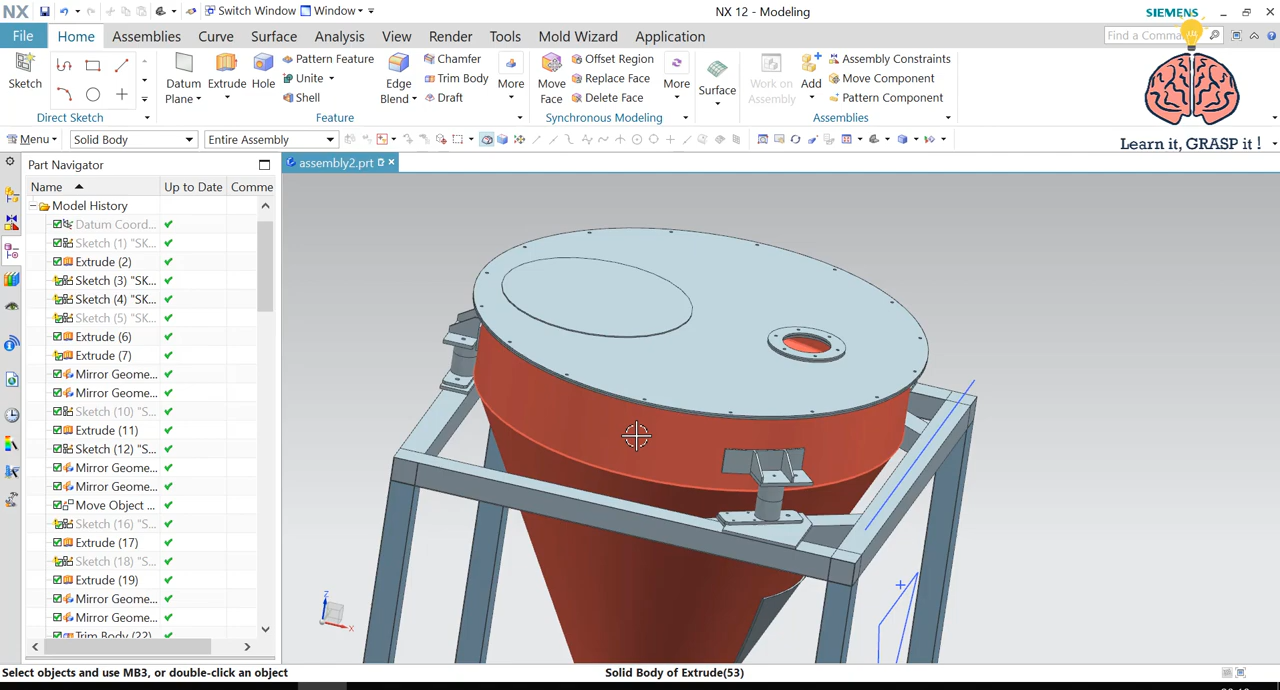 NX Switch Window Window NX 12 - Modeling SIEMENS
File Home Assemblies Curve Surface Analysis View Render Tools Mold Wizard Application Find a Comma
Sketch
Direct Sketch
Datum Plane Extrude Hole Pattern Feature Unite Shell Edge Blend Chamfer Trim Body Draft More
Feature
Move Face Offset Region Replace Face Delete Face More
Synchronous Modeling
Surface
Work on Assembly Add Assembly Constraints Move Component Pattern Component
Assemblies
Learn it, GRASP it !
Menu Solid Body Entire Assembly
Part Navigator
assembly2.prt
Name Up to Date Comme
Model History
Datum Coord...
Sketch (1) "SK...
Extrude (2)
Sketch (3) "SK...
Sketch (4) "SK...
Sketch (5) "SK...
Extrude (6)
Extrude (7)
Mirror Geome...
Mirror Geome...
Sketch (10) "S...
Extrude (11)
Sketch (12) "S...
Mirror Geome...
Mirror Geome...
Move Object ...
Sketch (16) "S...
Extrude (17)
Sketch (18) "S...
Extrude (19)
Mirror Geome...
Mirror Geome...
Trim Body (22)
Z
X
Select objects and use MB3, or double-click an object Solid Body of Extrude(53)